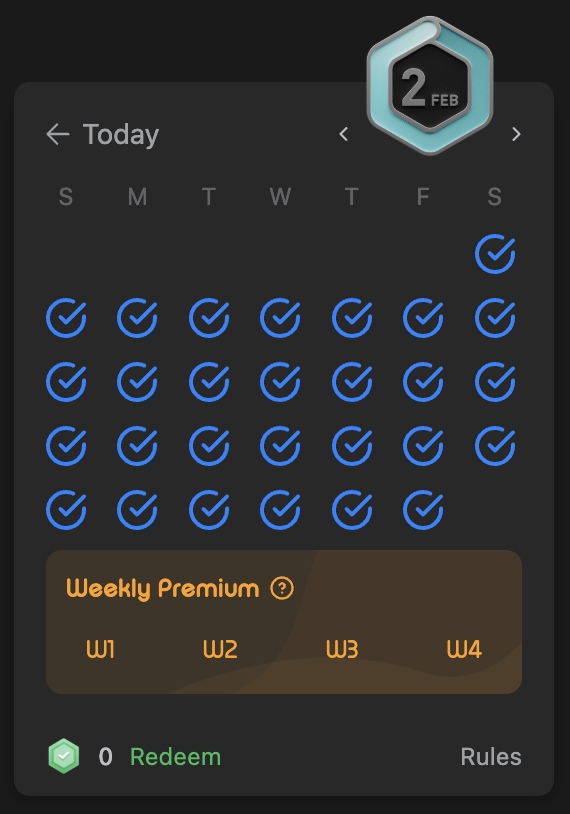 2 FEB
← Today < >
S M T W T F S
Weekly Premium ?
W1 W2 W3 W4
0 Redeem Rules